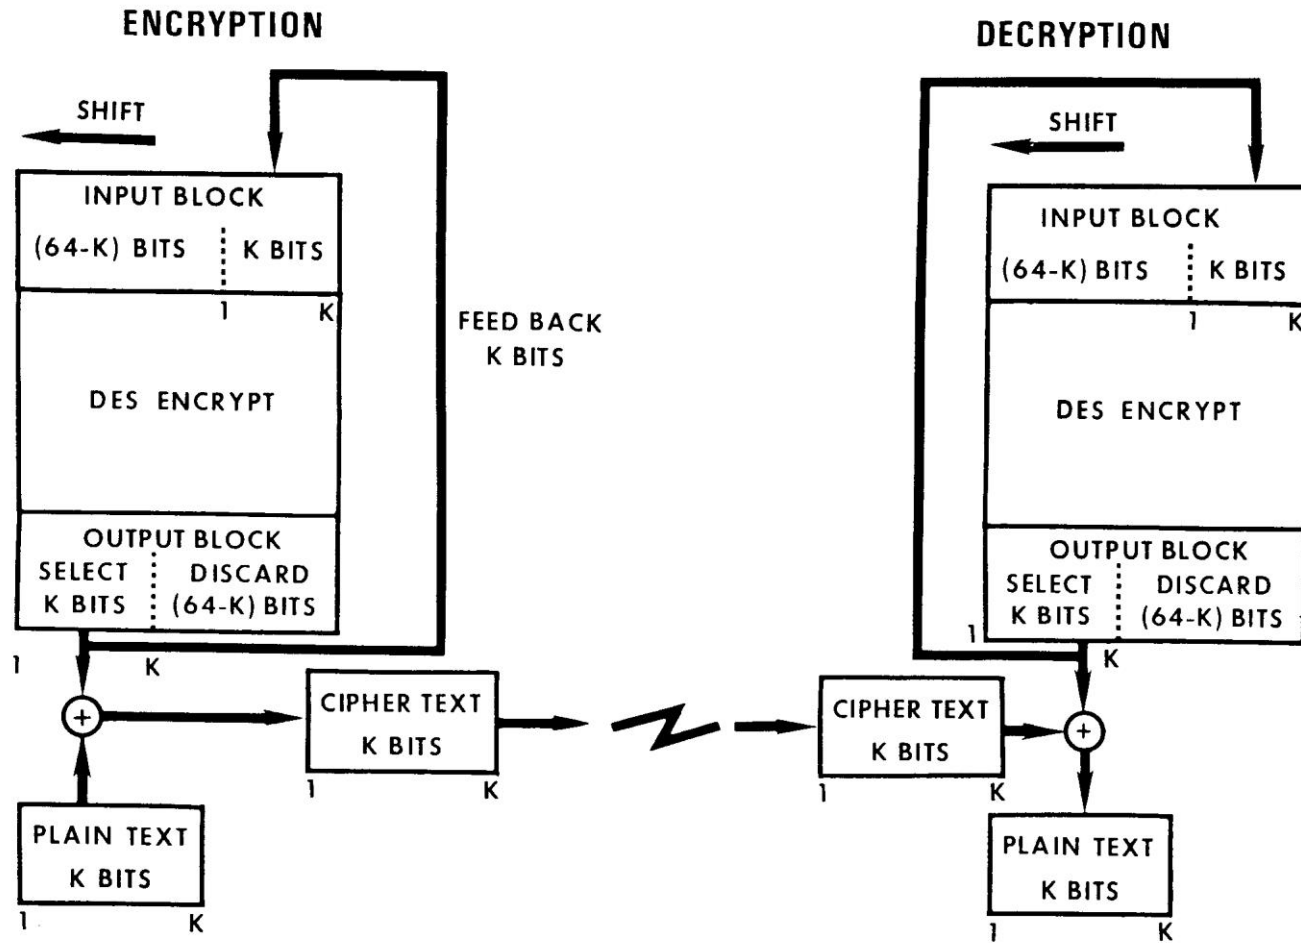 ENCRYPTION
SHIFT
INPUT BLOCK
(64-K) BITS K BITS
1 K
FEED BACK
K BITS
DES ENCRYPT
OUTPUT BLOCK
SELECT DISCARD
K BITS (64-K) BITS
1 K
+
CIPHER TEXT
K BITS
1 K
PLAIN TEXT
K BITS
1 K
DECRYPTION
SHIFT
INPUT BLOCK
(64-K) BITS K BITS
1 K
DES ENCRYPT
OUTPUT BLOCK
SELECT DISCARD
K BITS (64-K) BITS
1 K
CIPHER TEXT
K BITS
1 K
+
PLAIN TEXT
K BITS
1 K